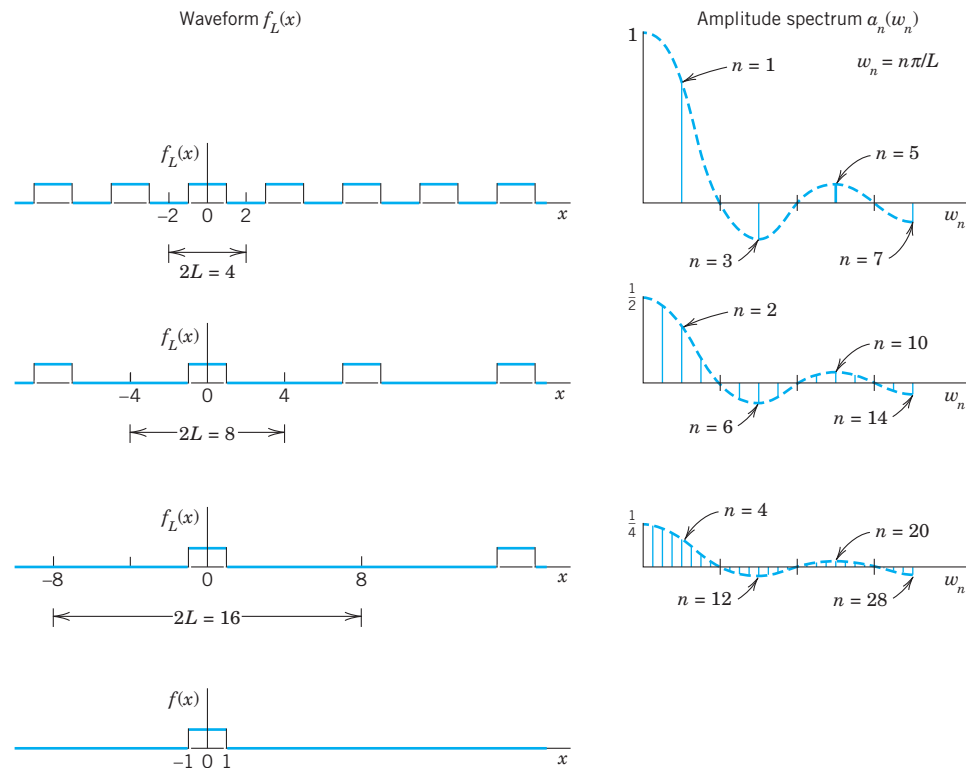 Waveform f_L(x)
Amplitude spectrum a_n(w_n)
w_n = nπ/L
1
n = 1
n = 5
n = 3
n = 7
w_n
f_L(x)
−2 0 2
x
2L = 4
1/2
n = 2
n = 10
n = 6
n = 14
w_n
f_L(x)
−4 0 4
x
2L = 8
1/4
n = 4
n = 20
n = 12
n = 28
w_n
f_L(x)
−8 0 8
x
2L = 16
f(x)
−1 0 1
x